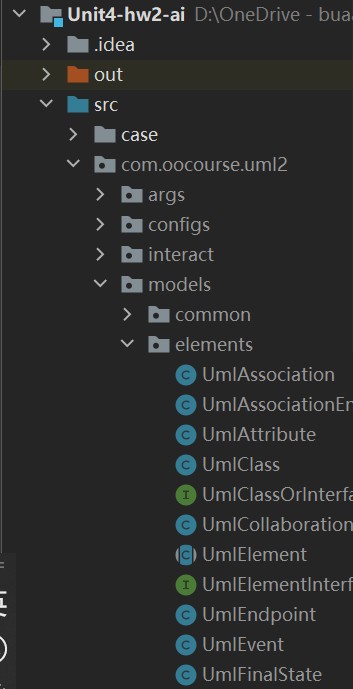 Unit4-hw2-ai D:\OneDrive - buaa
.idea
out
src
case
com.oocourse.uml2
args
configs
interact
models
common
elements
UmlAssociation
UmlAssociationEn
UmlAttribute
UmlClass
UmlClassOrInterfa
UmlCollaboration
UmlElement
UmlElementInterf
UmlEndpoint
UmlEvent
UmlFinalState